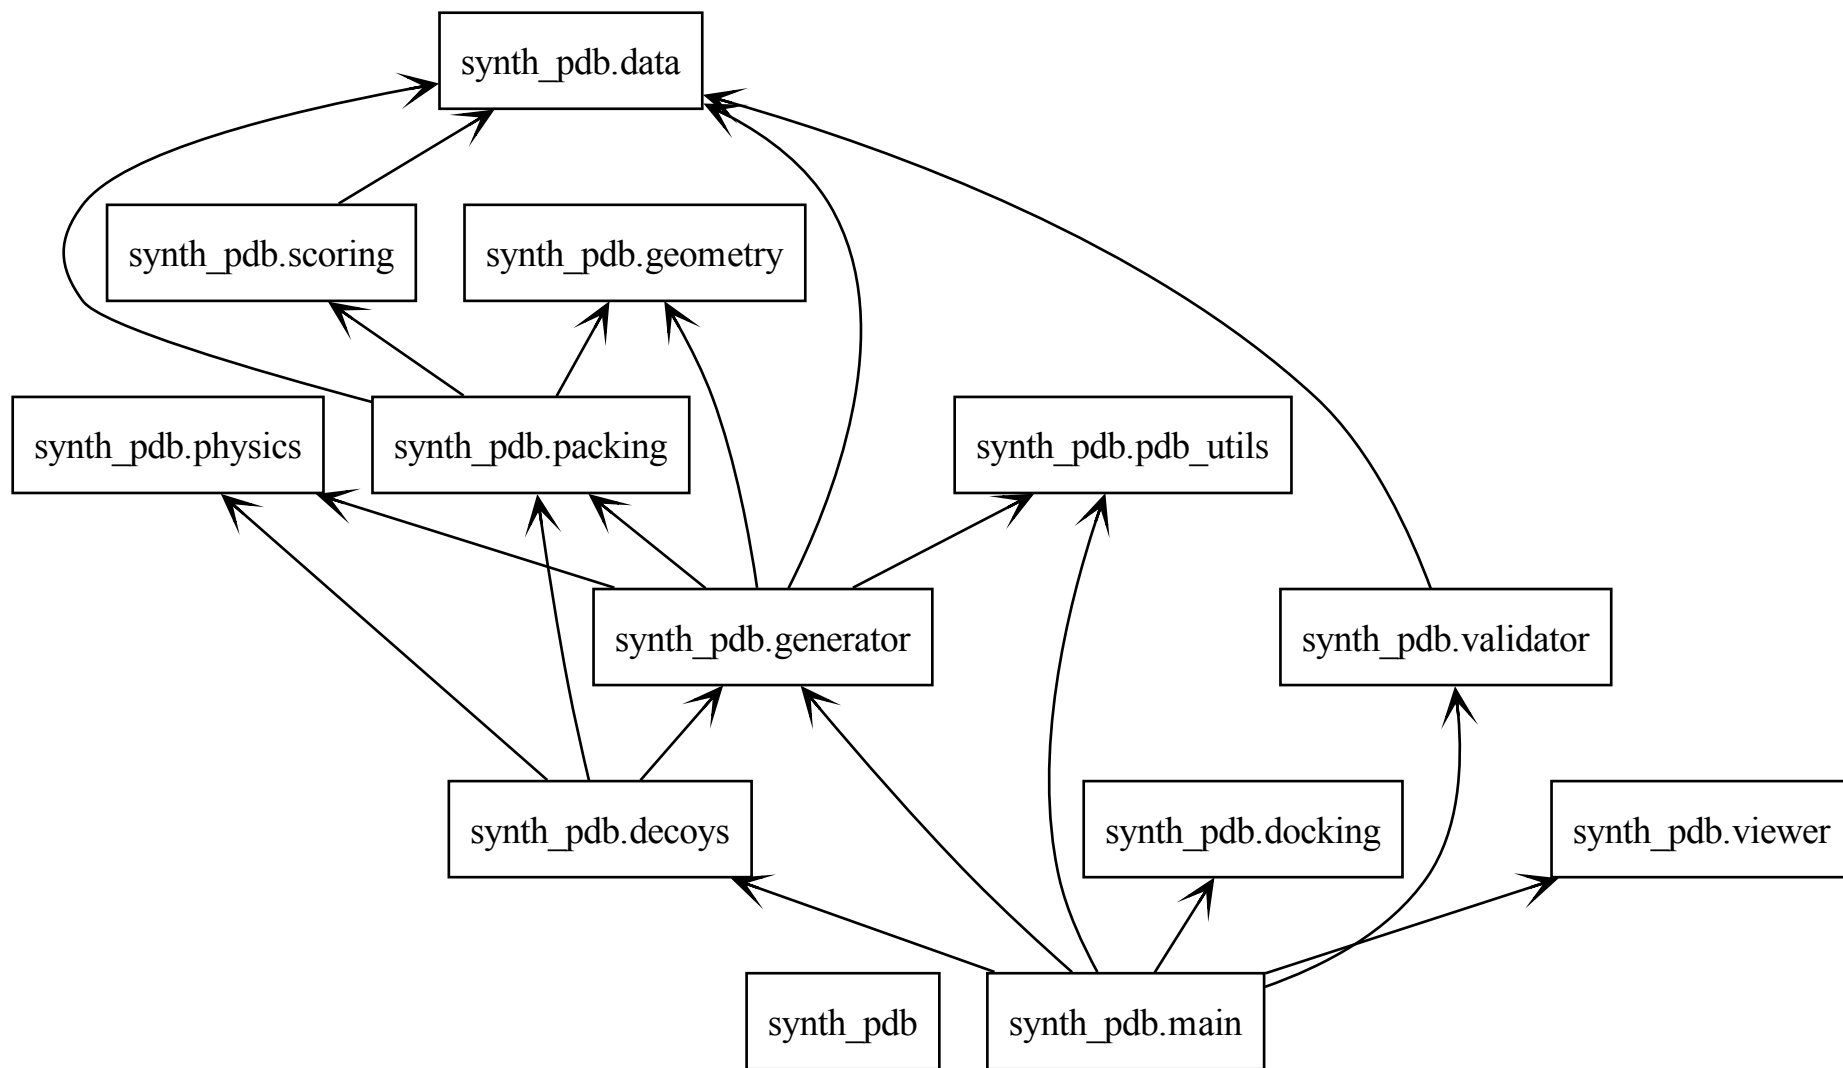 synth_pdb.data
synth_pdb.scoring
synth_pdb.geometry
synth_pdb.physics
synth_pdb.packing
synth_pdb.pdb_utils
synth_pdb.generator
synth_pdb.validator
synth_pdb.decoys
synth_pdb.docking
synth_pdb.viewer
synth_pdb
synth_pdb.main